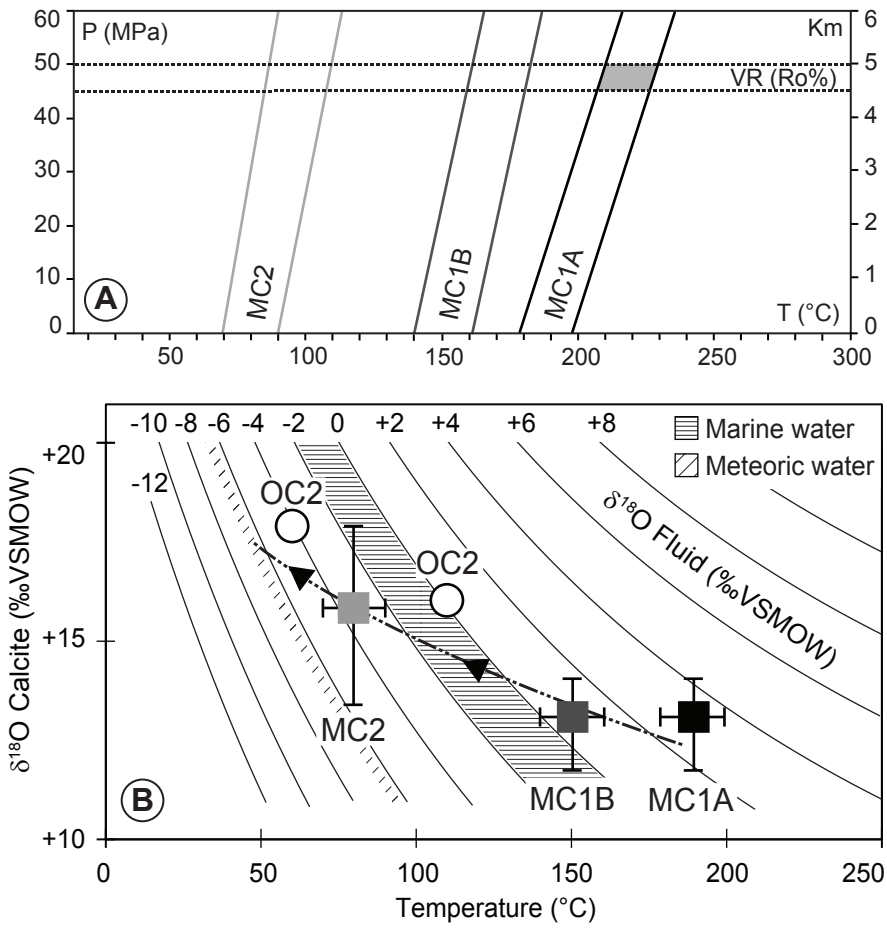 60
P (MPa)
50
40
30
20
10
0
Km
6
5
4
3
2
1
0
VR (Ro%)
MC2
MC1B
MC1A
A
T (°C)
50
100
150
200
250
300
-10 -8 -6 -4 -2 0 +2 +4 +6 +8
-12
Marine water
Meteoric water
+20
+15
+10
δ18O Calcite (‰VSMOW)
OC2
OC2
δ18O Fluid (‰VSMOW)
MC2
MC1B
MC1A
B
0 50 100 150 200 250
Temperature (°C)